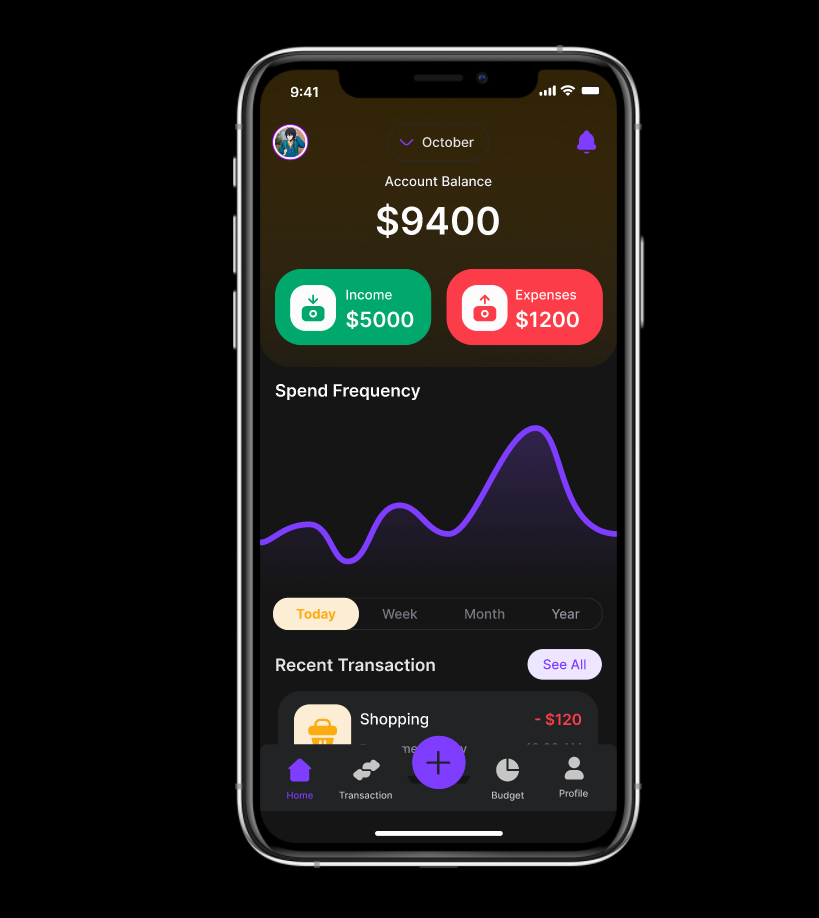 9:41
October
Account Balance
$9400
Income
$5000
Expenses
$1200
Spend Frequency
Today Week Month Year
Recent Transaction See All
Shopping - $120
Home Transaction Budget Profile